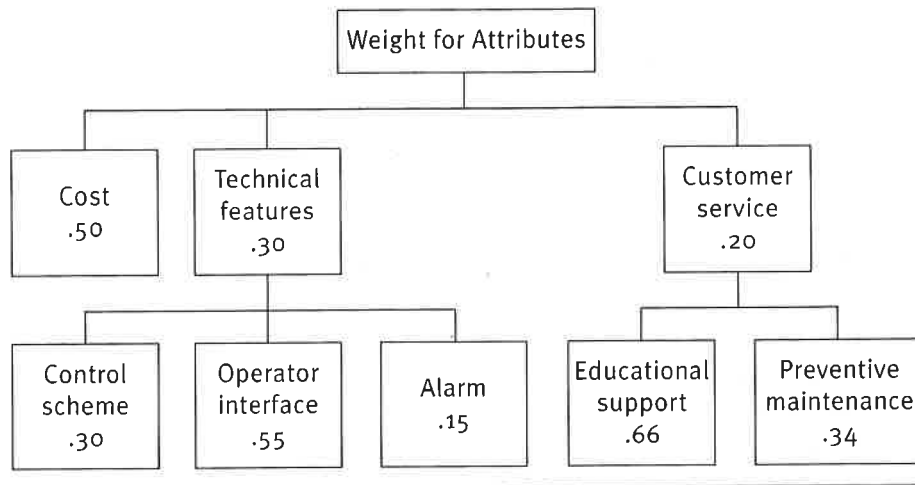 Weight for Attributes
Cost
.50
Technical
features
.30
Customer
service
.20
Control
scheme
.30
Operator
interface
.55
Alarm
.15
Educational
support
.66
Preventive
maintenance
.34